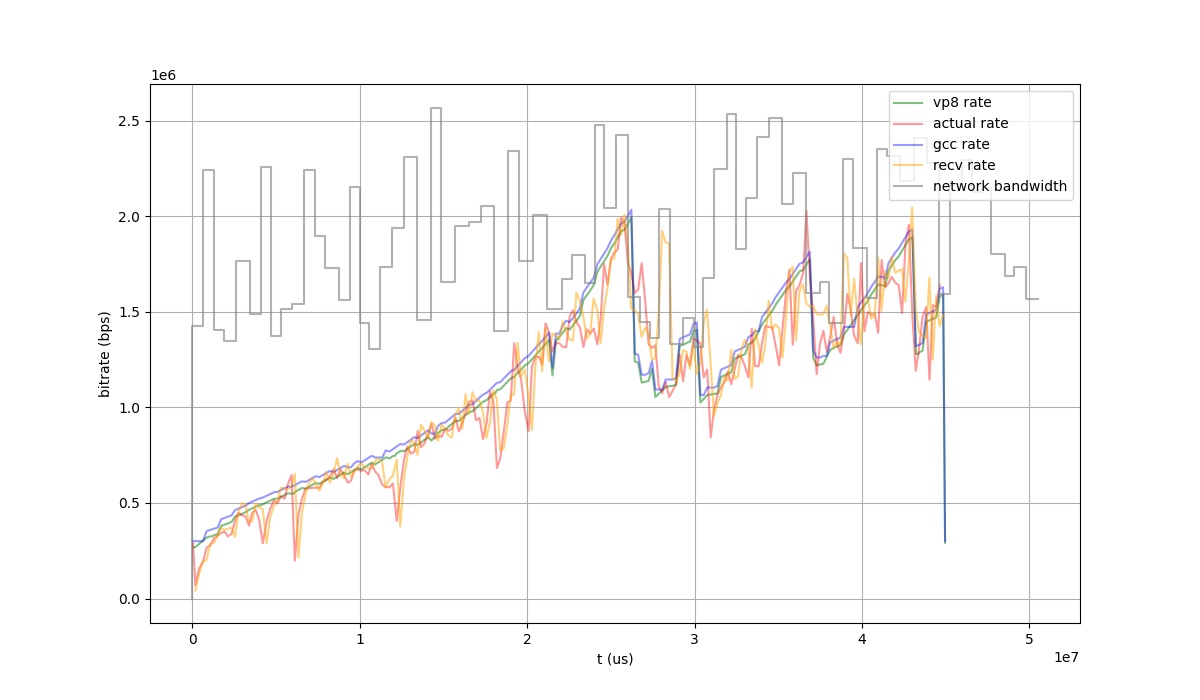 1e6
vp8 rate
actual rate
gcc rate
recv rate
network bandwidth
2.5
2.0
1.5
1.0
0.5
0.0
bitrate (bps)
0 1 2 3 4 5
1e7
t (us)